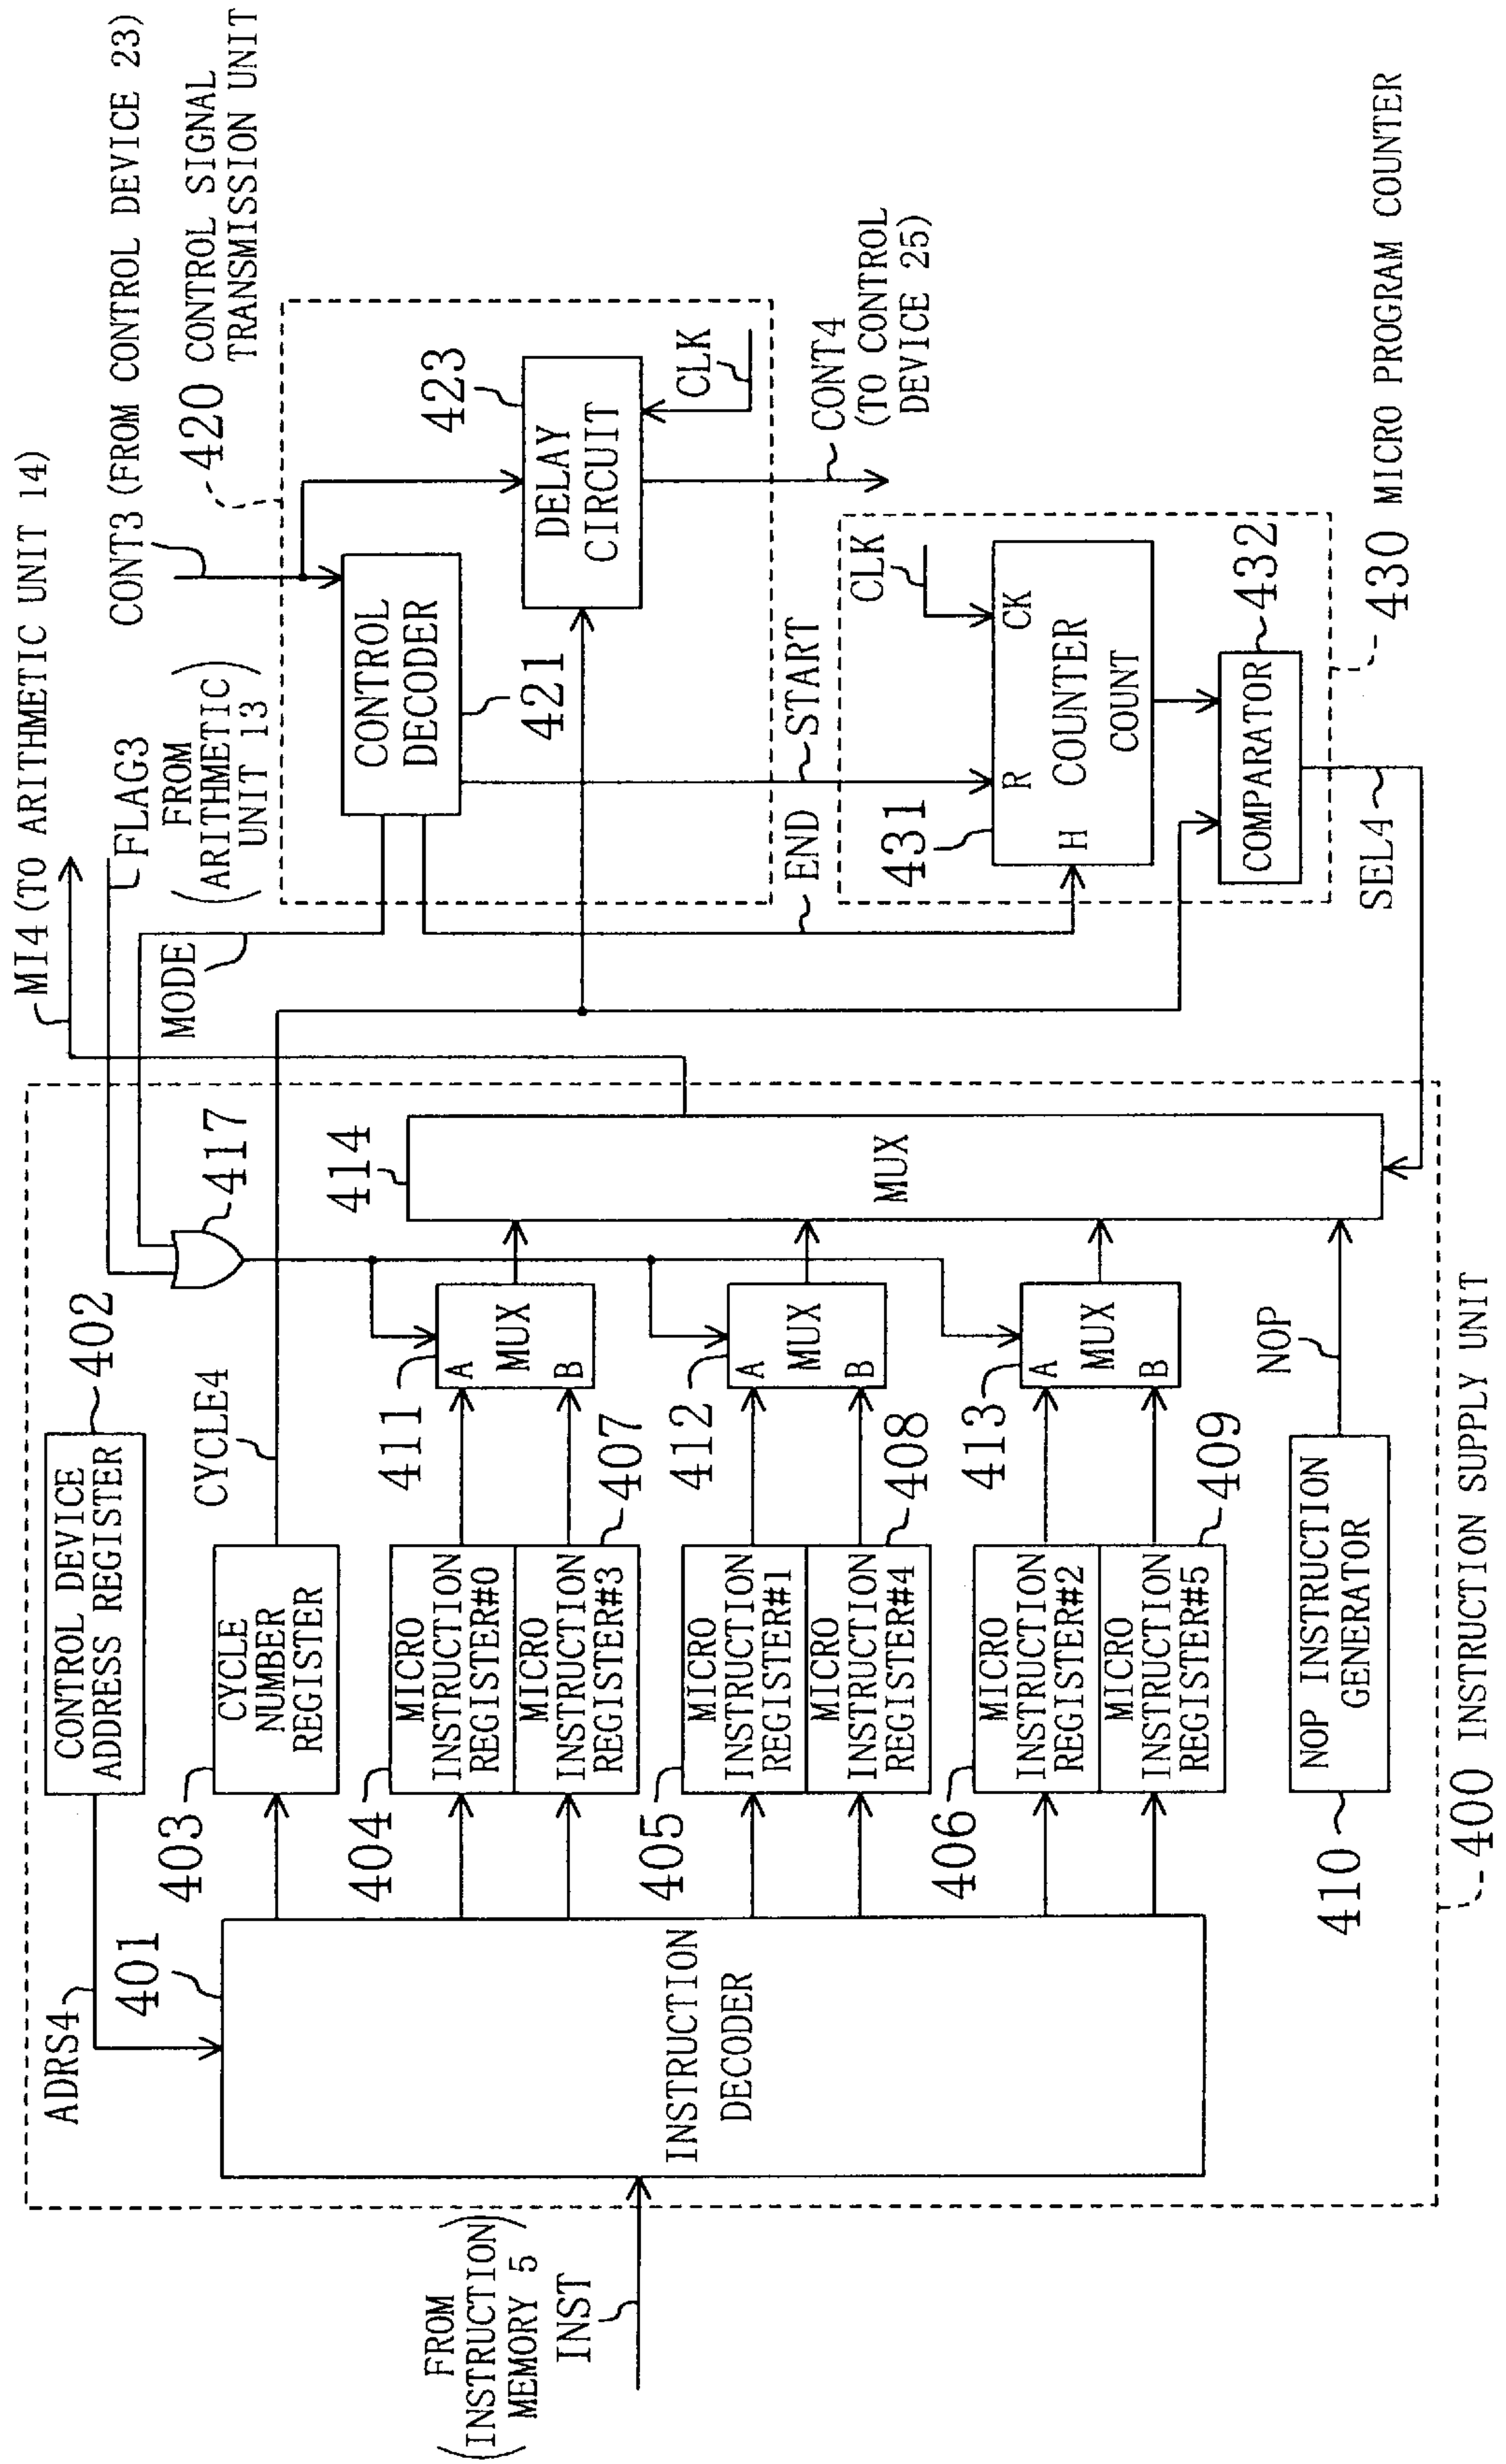 MI4 (TO ARITHMETIC UNIT 14)
FLAG3
FROM
(ARITHMETIC)
UNIT 13
CONT3 (FROM CONTROL DEVICE 23)
420 CONTROL SIGNAL
TRANSMISSION UNIT
MODE
CONTROL
DECODER
421
423
DELAY
CIRCUIT
CLK
CONT4
(TO CONTROL
DEVICE 25)
END
START
CLK
431
R
CK
H
COUNTER
COUNT
COMPARATOR
432
SEL4
430 MICRO PROGRAM COUNTER
ADRS4
CONTROL DEVICE
ADDRESS REGISTER
402
417
401
INSTRUCTION
DECODER
FROM
(INSTRUCTION)
MEMORY 5
INST
403
CYCLE
NUMBER
REGISTER
CYCLE4
404
MICRO
INSTRUCTION
REGISTER#0
MICRO
INSTRUCTION
REGISTER#3
407
411
A
MUX
B
405
MICRO
INSTRUCTION
REGISTER#1
MICRO
INSTRUCTION
REGISTER#4
408
412
A
MUX
B
406
MICRO
INSTRUCTION
REGISTER#2
MICRO
INSTRUCTION
REGISTER#5
409
413
A
MUX
B
414
MUX
410
NOP INSTRUCTION
GENERATOR
NOP
400 INSTRUCTION SUPPLY UNIT